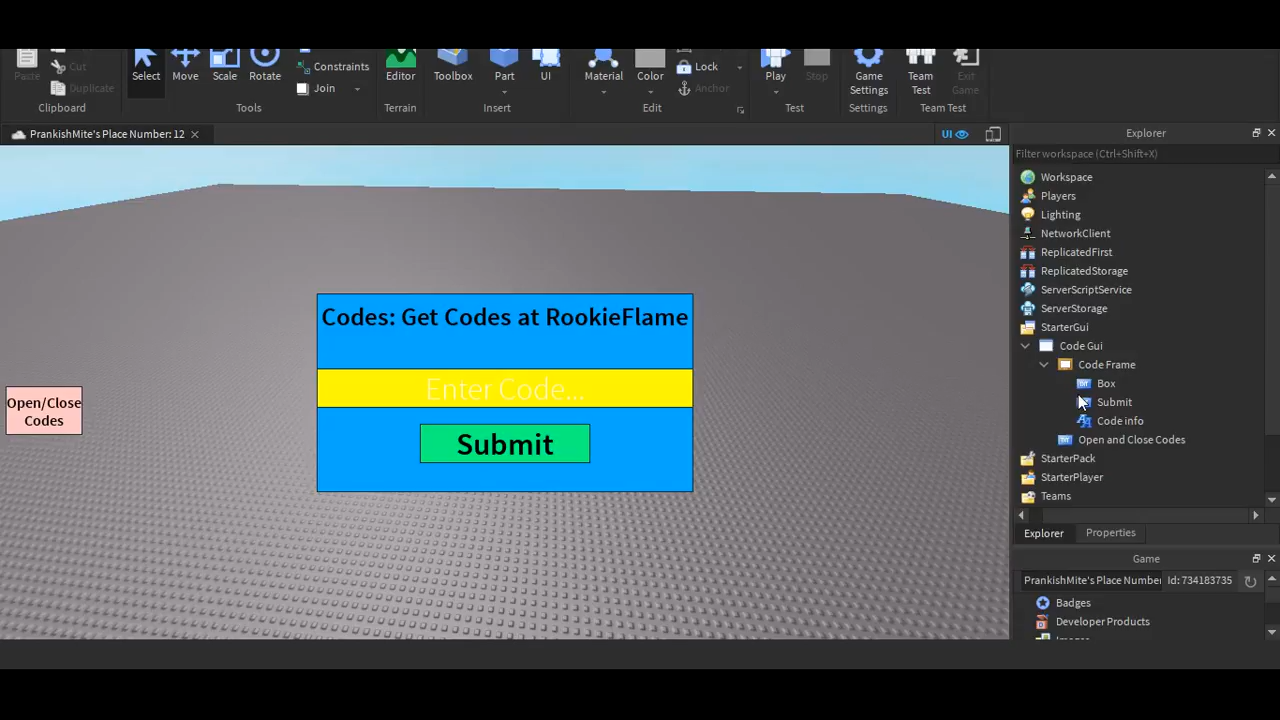 Paste
Cut
Duplicate
Clipboard
Select
Move
Scale
Rotate
Constraints
Join
Tools
Editor
Terrain
Toolbox
Part
UI
Insert
Material
Color
Lock
Anchor
Edit
Play
Stop
Test
Game
Settings
Settings
Team
Test
Exit
Game
Team Test
PrankishMite's Place Number: 12
UI
Explorer
Filter workspace (Ctrl+Shift+X)
Workspace
Players
Lighting
NetworkClient
ReplicatedFirst
ReplicatedStorage
ServerScriptService
ServerStorage
StarterGui
Code Gui
Code Frame
Box
Submit
Code info
Open and Close Codes
StarterPack
StarterPlayer
Teams
Explorer
Properties
Game
PrankishMite's Place Number
Id: 734183735
Badges
Developer Products
Codes: Get Codes at RookieFlame
Enter Code...
Submit
Open/Close
Codes